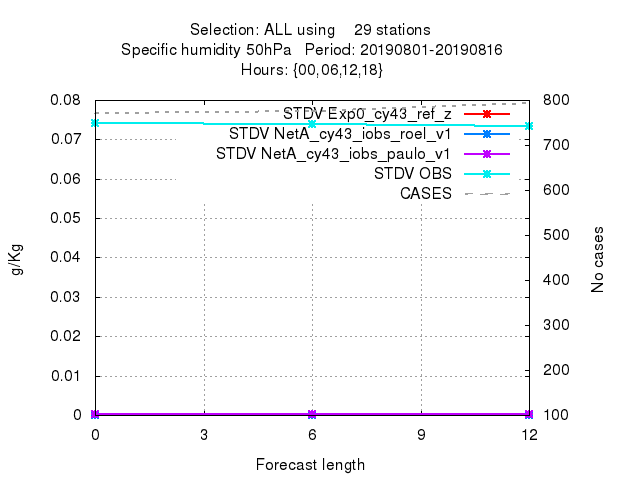 Selection: ALL using    29 stations
Specific humidity 50hPa   Period: 20190801-20190816
Hours: {00,06,12,18}
0.08
0.07
0.06
0.05
0.04
0.03
0.02
0.01
0
g/Kg
STDV Exp0_cy43_ref_z
STDV NetA_cy43_iobs_roel_v1
STDV NetA_cy43_iobs_paulo_v1
STDV OBS
CASES
800
700
600
500
400
300
200
100
No cases
0 3 6 9 12
Forecast length